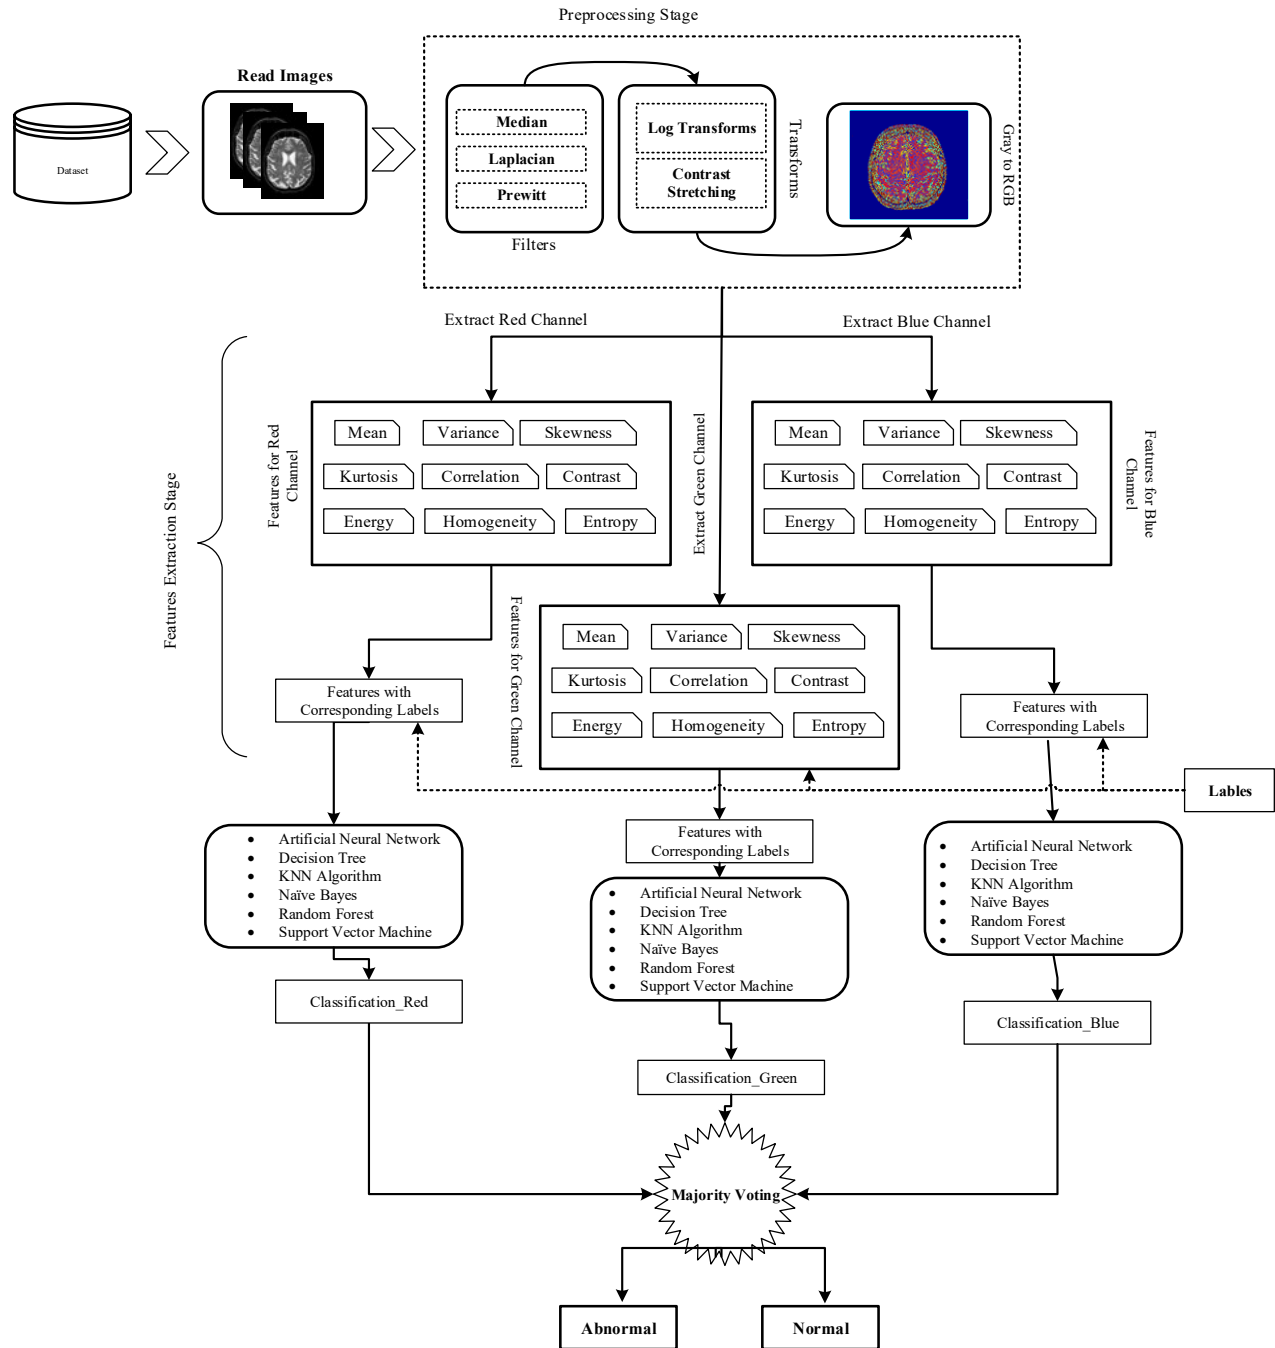 Preprocessing Stage
Read Images
Dataset
Median
Laplacian
Prewitt
Filters
Log Transforms
Contrast
Stretching
Transforms
Gray to RGB
Extract Red Channel
Extract Blue Channel
Extract Green Channel
Features Extraction Stage
Features for Red
Channel
Mean
Variance
Skewness
Kurtosis
Correlation
Contrast
Energy
Homogeneity
Entropy
Mean
Variance
Skewness
Kurtosis
Correlation
Contrast
Energy
Homogeneity
Entropy
Features for Blue
Channel
Features for Green Channel
Mean
Variance
Skewness
Kurtosis
Correlation
Contrast
Energy
Homogeneity
Entropy
Features with
Corresponding Labels
Features with
Corresponding Labels
Lables
Features with
Corresponding Labels
• Artificial Neural Network
• Decision Tree
• KNN Algorithm
• Naïve Bayes
• Random Forest
• Support Vector Machine
• Artificial Neural Network
• Decision Tree
• KNN Algorithm
• Naïve Bayes
• Random Forest
• Support Vector Machine
• Artificial Neural Network
• Decision Tree
• KNN Algorithm
• Naïve Bayes
• Random Forest
• Support Vector Machine
Classification_Red
Classification_Green
Classification_Blue
Majority Voting
Abnormal
Normal